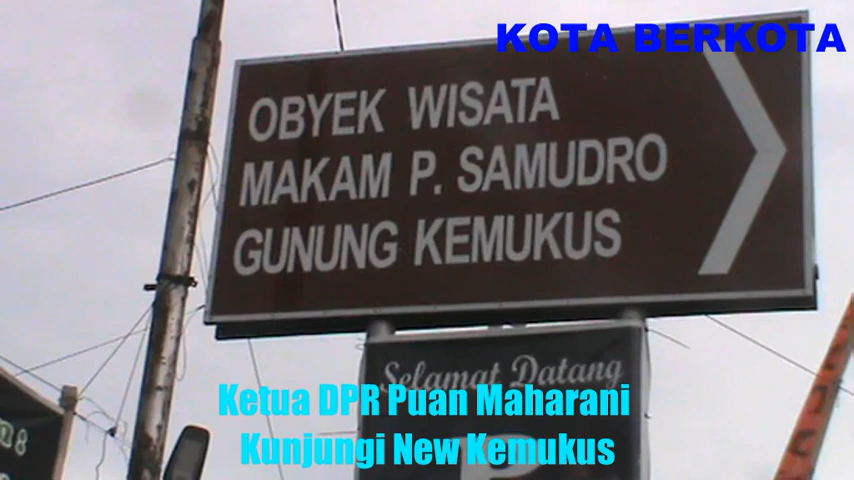 KOTA BERKOTA
OBYEK WISATA
MAKAM P. SAMUDRO
GUNUNG KEMUKUS
Selamat Datang
P
Ketua DPR Puan Maharani
Kunjungi New Kemukus